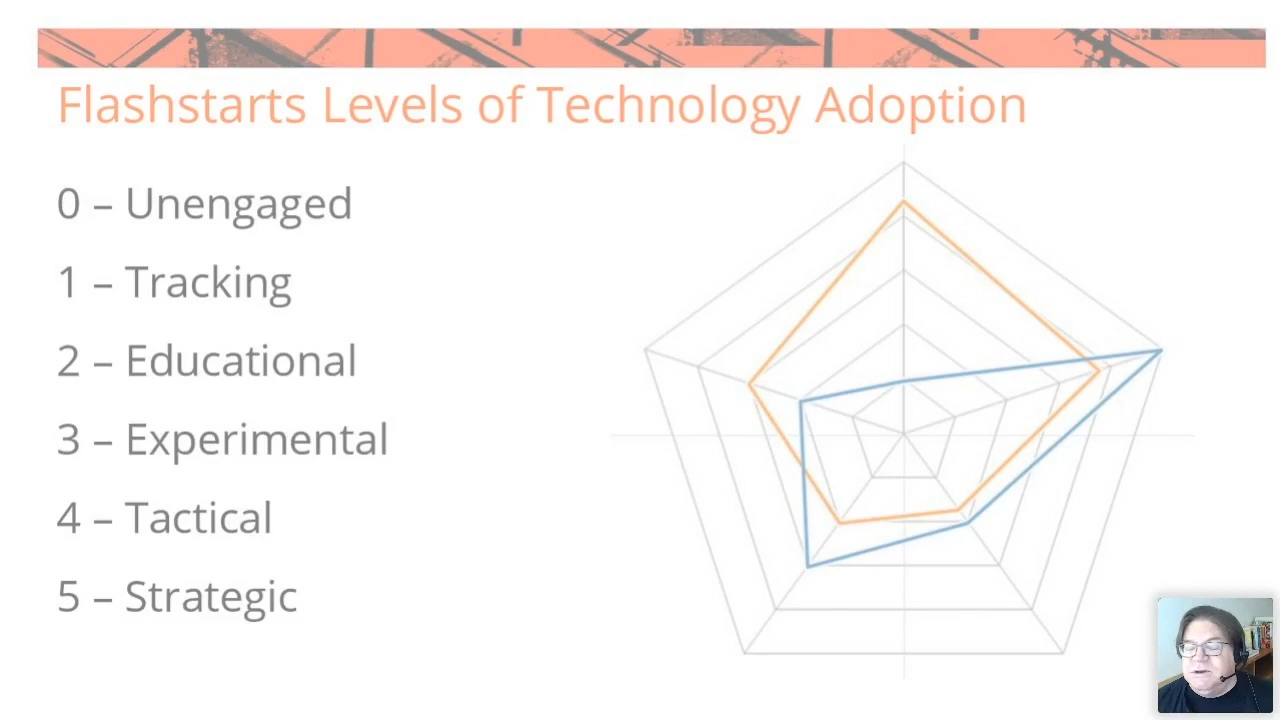 Flashstarts Levels of Technology Adoption
0 – Unengaged
1 – Tracking
2 – Educational
3 – Experimental
4 – Tactical
5 – Strategic